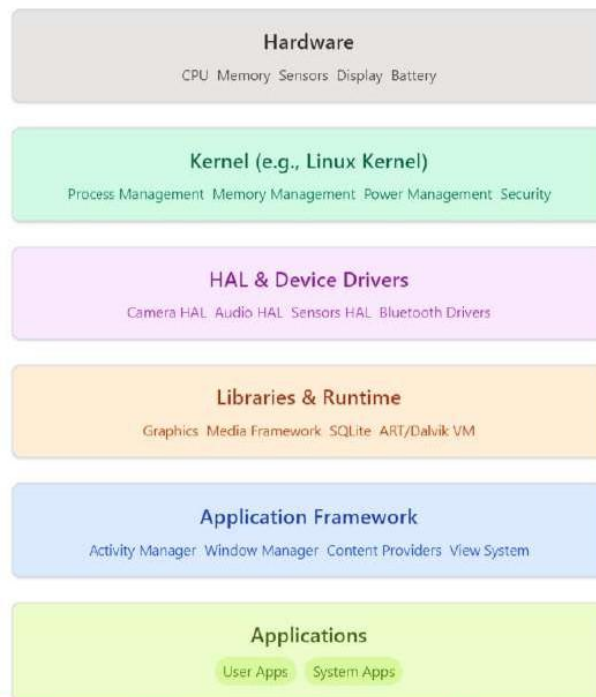 Hardware
CPU Memory Sensors Display Battery
Kernel (e.g., Linux Kernel)
Process Management Memory Management Power Management Security
HAL & Device Drivers
Camera HAL Audio HAL Sensors HAL Bluetooth Drivers
Libraries & Runtime
Graphics Media Framework SQLite ART/Dalvik VM
Application Framework
Activity Manager Window Manager Content Providers View System
Applications
User Apps System Apps